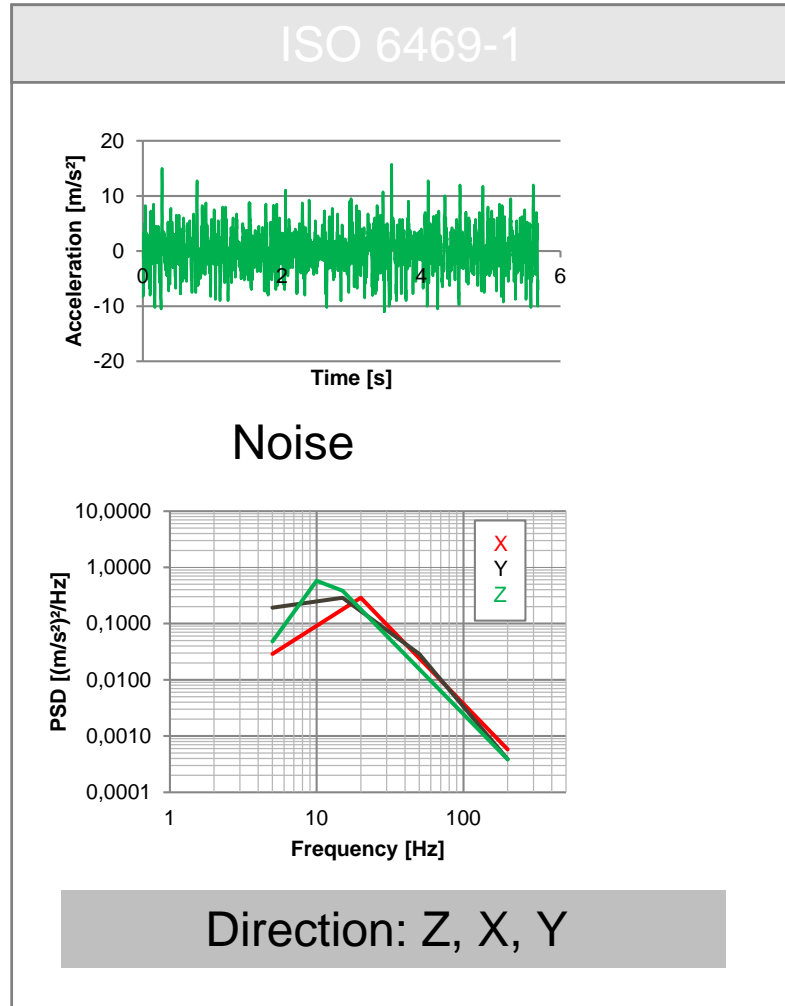 ISO 6469-1
20
10
0
-10
-20
0 2 4 6
Acceleration [m/s²]
Time [s]
Noise
10,0000
1,0000
0,1000
0,0100
0,0010
0,0001
PSD [(m/s²)²/Hz]
X
Y
Z
1 10 100
Frequency [Hz]
Direction: Z, X, Y